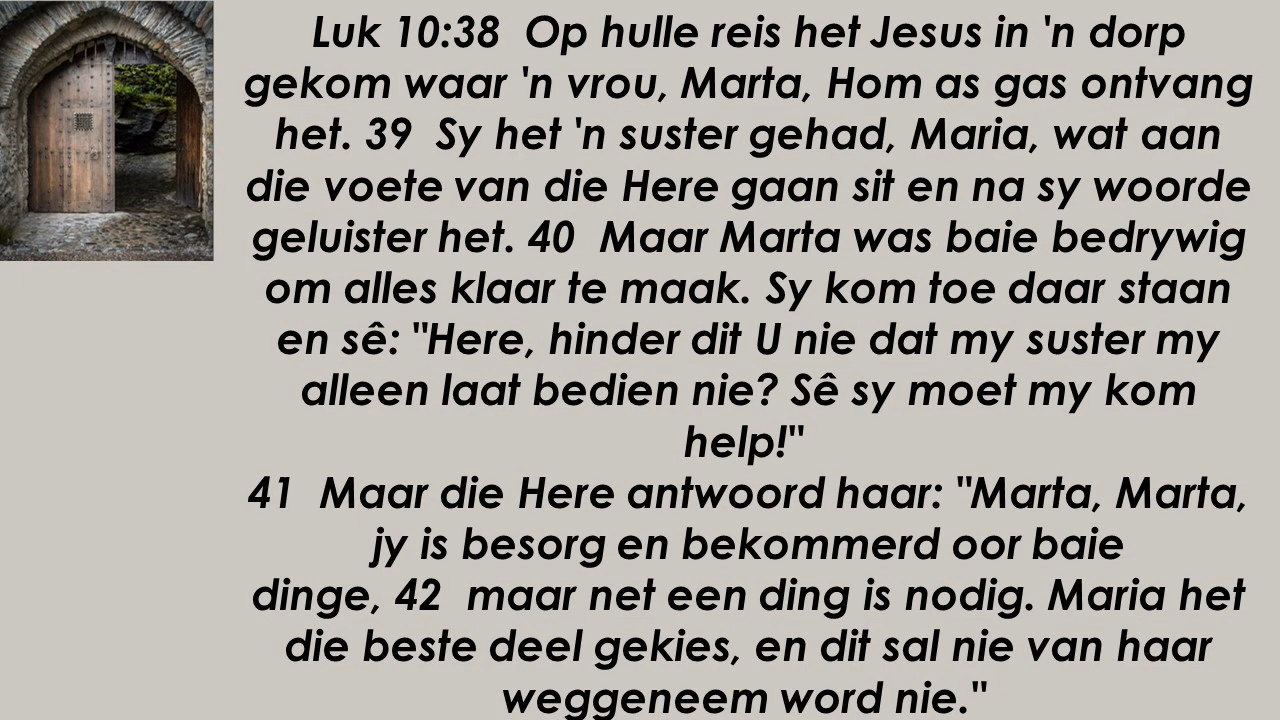 Luk 10:38  Op hulle reis het Jesus in 'n dorp
gekom waar 'n vrou, Marta, Hom as gas ontvang
het. 39  Sy het 'n suster gehad, Maria, wat aan
die voete van die Here gaan sit en na sy woorde
geluister het. 40  Maar Marta was baie bedrywig
om alles klaar te maak. Sy kom toe daar staan
en sê: "Here, hinder dit U nie dat my suster my
alleen laat bedien nie? Sê sy moet my kom
help!"
41  Maar die Here antwoord haar: "Marta, Marta,
jy is besorg en bekommerd oor baie
dinge, 42  maar net een ding is nodig. Maria het
die beste deel gekies, en dit sal nie van haar
weggeneem word nie."